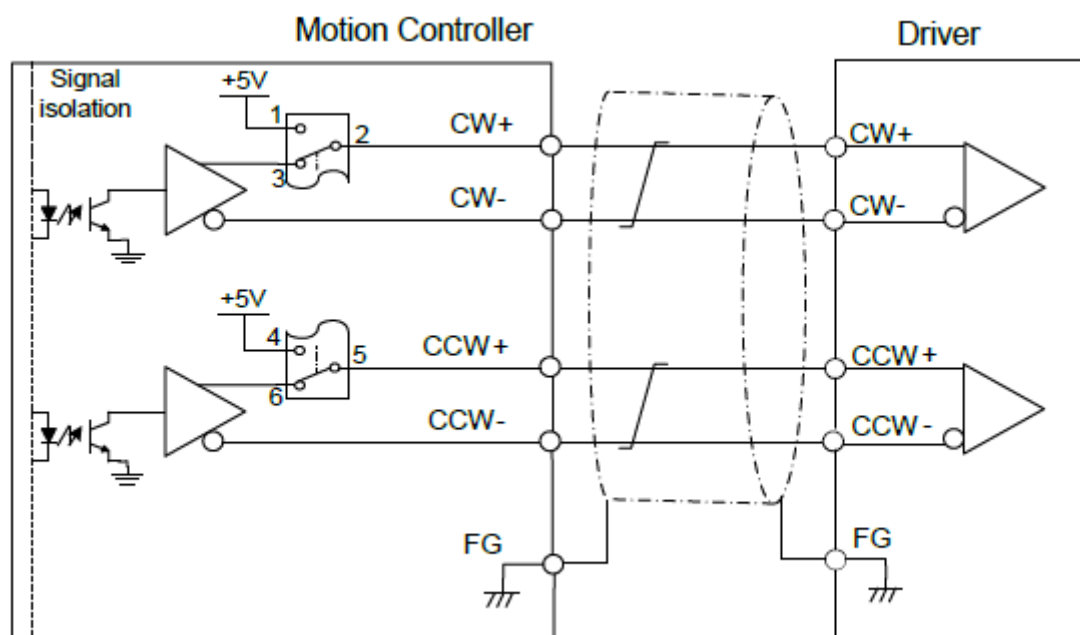 Motion Controller
Driver
Signal
isolation
+5V
1
2
3
CW+
CW+
CW-
CW-
+5V
4
5
6
CCW+
CCW+
CCW-
CCW-
FG
FG